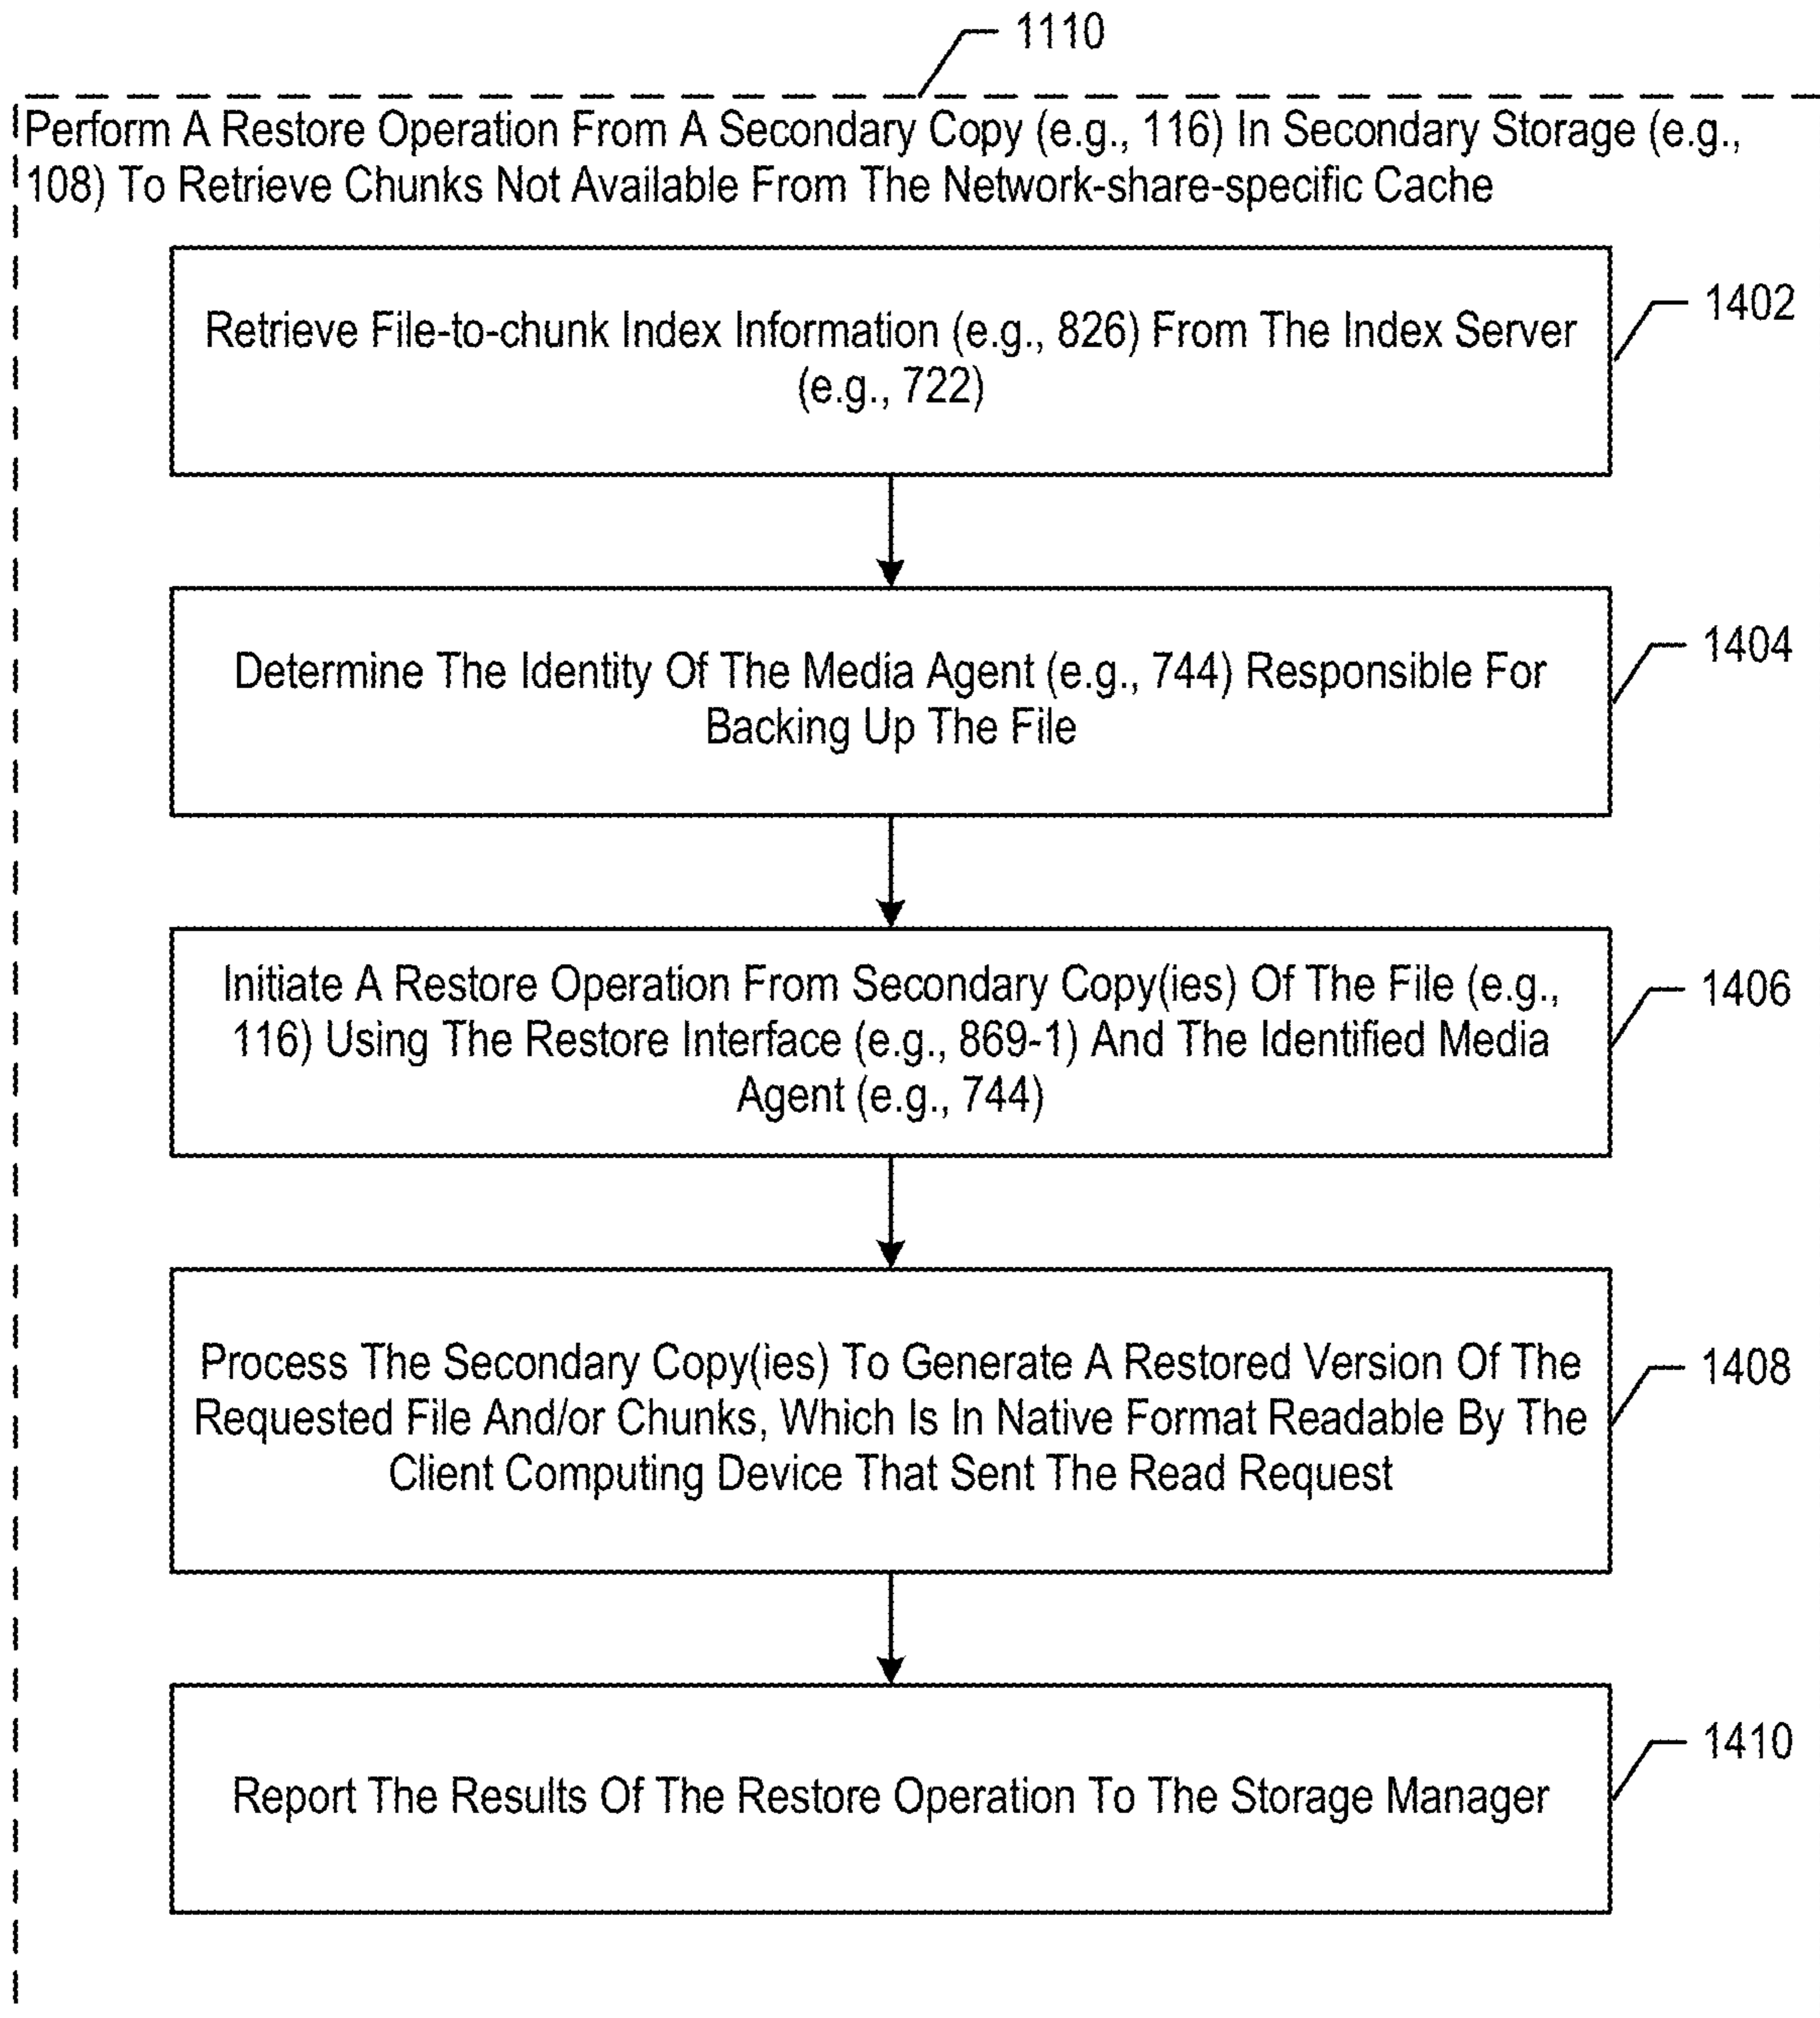 1110
Perform A Restore Operation From A Secondary Copy (e.g., 116) In Secondary Storage (e.g.,
108) To Retrieve Chunks Not Available From The Network-share-specific Cache
Retrieve File-to-chunk Index Information (e.g., 826) From The Index Server
(e.g., 722)
1402
Determine The Identity Of The Media Agent (e.g., 744) Responsible For
Backing Up The File
1404
Initiate A Restore Operation From Secondary Copy(ies) Of The File (e.g.,
116) Using The Restore Interface (e.g., 869-1) And The Identified Media
Agent (e.g., 744)
1406
Process The Secondary Copy(ies) To Generate A Restored Version Of The
Requested File And/or Chunks, Which Is In Native Format Readable By The
Client Computing Device That Sent The Read Request
1408
Report The Results Of The Restore Operation To The Storage Manager
1410